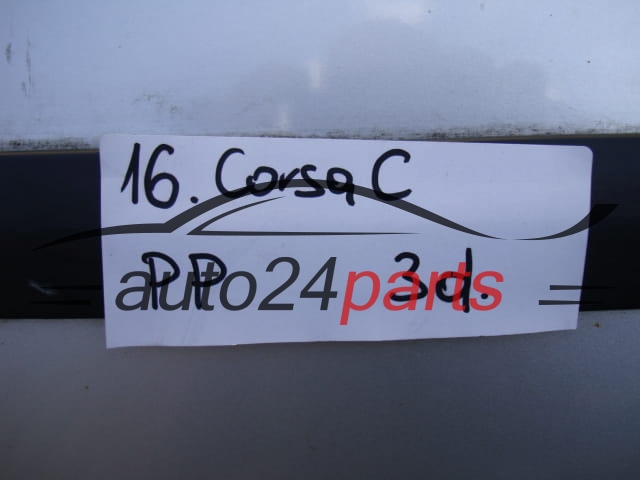 16. Corsa C
PP 3d.
auto24parts